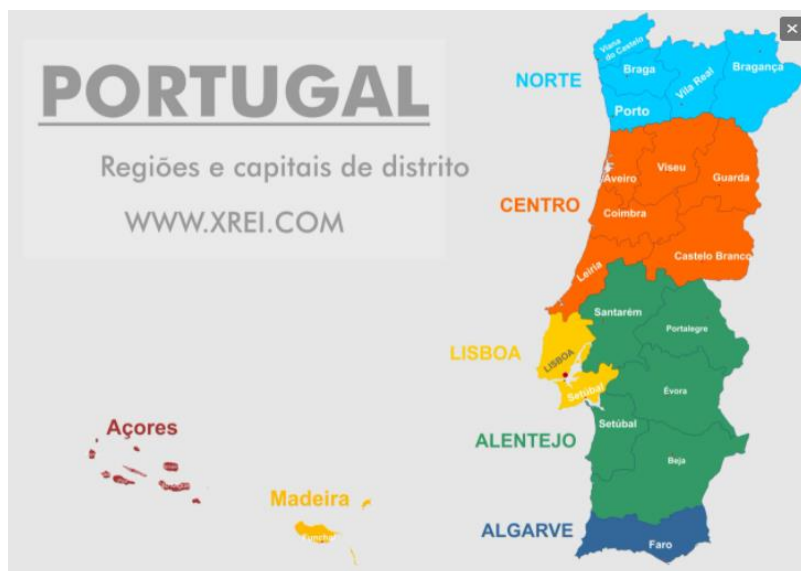 PORTUGAL
Regiões e capitais de distrito
WWW.XREI.COM
NORTE
Viana
do Castelo
Braga
Vila Real
Bragança
Porto
CENTRO
Aveiro
Viseu
Guarda
Coimbra
Castelo Branco
Leiria
Santarém
Portalegre
LISBOA
LISBOA
Setúbal
Évora
Setúbal
ALENTEJO
Beja
ALGARVE
Faro
Açores
Madeira
Funchal